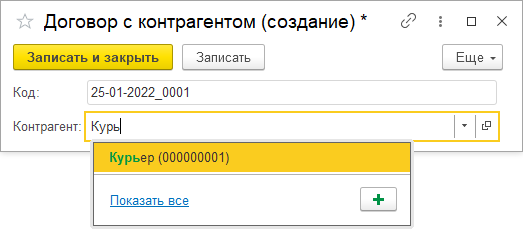 Договор с контрагентом (создание) *
Записать и закрыть Записать Еще
Код: 25-01-2022_0001
Контрагент: Курь
Курьер (000000001)
Показать все